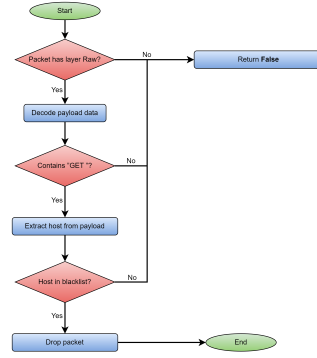 Start
Packet has layer Raw?
No
Return False
Yes
Decode payload data
Contains "GET "?
No
Yes
Extract host from payload
Host in blacklist?
No
Yes
Drop packet
End